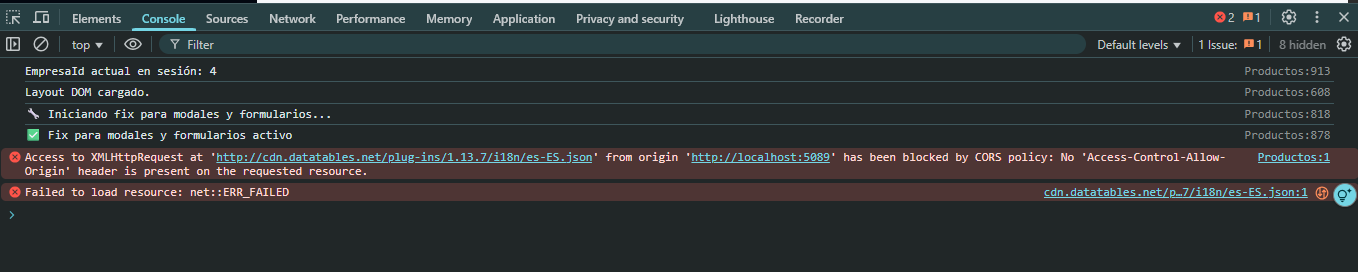 Elements Console Sources Network Performance Memory Application Privacy and security Lighthouse Recorder 2 1
top Filter Default levels 1 Issue: 1 8 hidden
EmpresaId actual en sesión: 4 Productos:913
Layout DOM cargado. Productos:608
🔧 Iniciando fix para modales y formularios... Productos:818
✅ Fix para modales y formularios activo Productos:878
Access to XMLHttpRequest at 'http://cdn.datatables.net/plug-ins/1.13.7/i18n/es-ES.json' from origin 'http://localhost:5089' has been blocked by CORS policy: No 'Access-Control-Allow- Productos:1
Origin' header is present on the requested resource.
Failed to load resource: net::ERR_FAILED cdn.datatables.net/p…7/i18n/es-ES.json:1